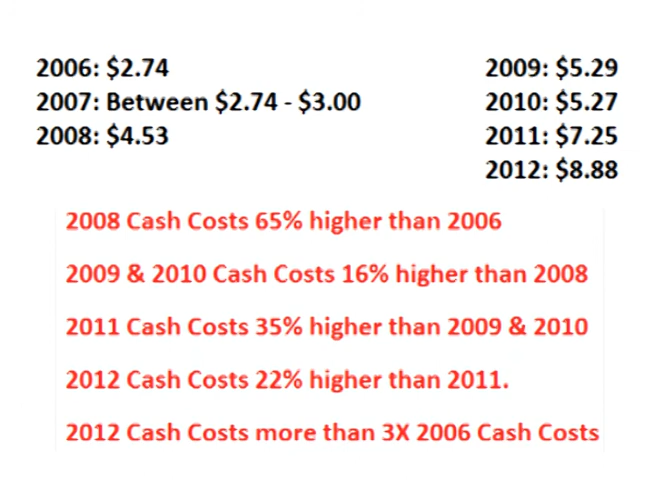 2006: $2.74
2007: Between $2.74 - $3.00
2008: $4.53
2009: $5.29
2010: $5.27
2011: $7.25
2012: $8.88
2008 Cash Costs 65% higher than 2006
2009 & 2010 Cash Costs 16% higher than 2008
2011 Cash Costs 35% higher than 2009 & 2010
2012 Cash Costs 22% higher than 2011.
2012 Cash Costs more than 3X 2006 Cash Costs